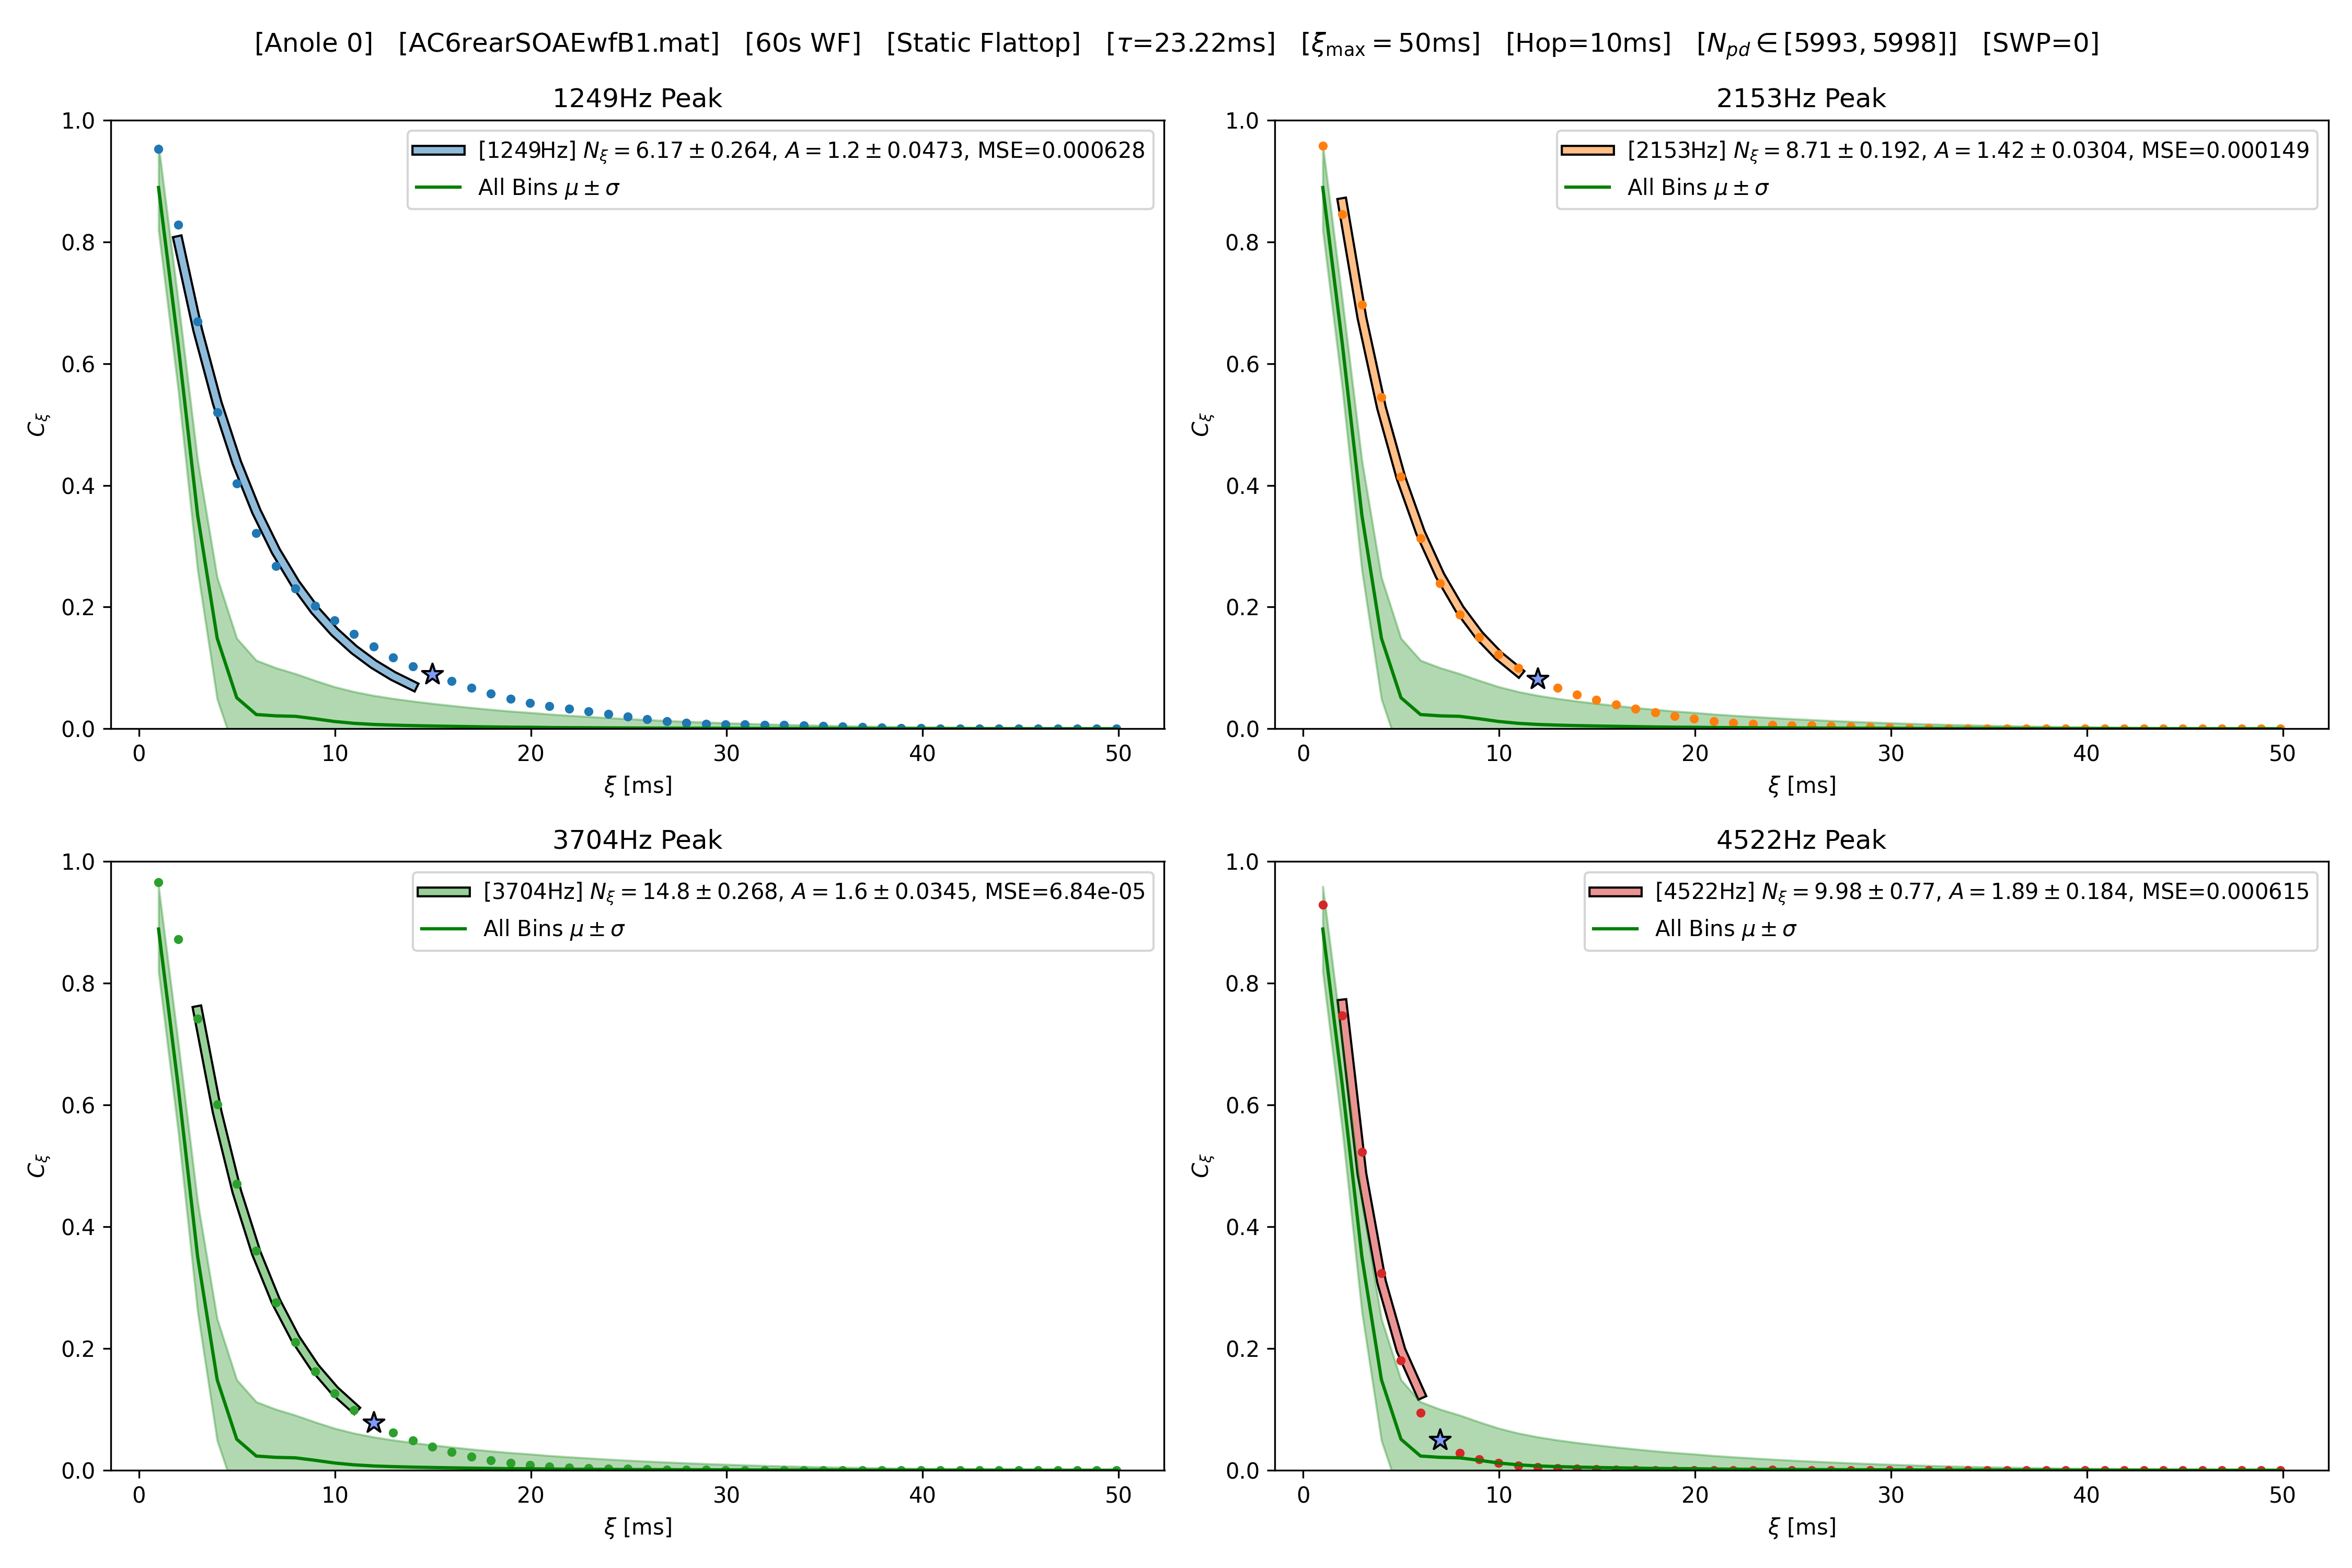 [Anole 0] [AC6rearSOAEwfB1.mat] [60s WF] [Static Flattop] [τ=23.22ms] [ξmax = 50ms] [Hop=10ms] [Npd ∈ [5993, 5998]] [SWP=0]
1249Hz Peak
[1249Hz] Nξ = 6.17 ± 0.264, A = 1.2 ± 0.0473, MSE=0.000628
All Bins μ ± σ
1.0
0.8
0.6
0.4
0.2
0.0
Cξ
0 10 20 30 40 50
ξ [ms]
2153Hz Peak
[2153Hz] Nξ = 8.71 ± 0.192, A = 1.42 ± 0.0304, MSE=0.000149
All Bins μ ± σ
1.0
0.8
0.6
0.4
0.2
0.0
Cξ
0 10 20 30 40 50
ξ [ms]
3704Hz Peak
[3704Hz] Nξ = 14.8 ± 0.268, A = 1.6 ± 0.0345, MSE=6.84e-05
All Bins μ ± σ
1.0
0.8
0.6
0.4
0.2
0.0
Cξ
0 10 20 30 40 50
ξ [ms]
4522Hz Peak
[4522Hz] Nξ = 9.98 ± 0.77, A = 1.89 ± 0.184, MSE=0.000615
All Bins μ ± σ
1.0
0.8
0.6
0.4
0.2
0.0
Cξ
0 10 20 30 40 50
ξ [ms]